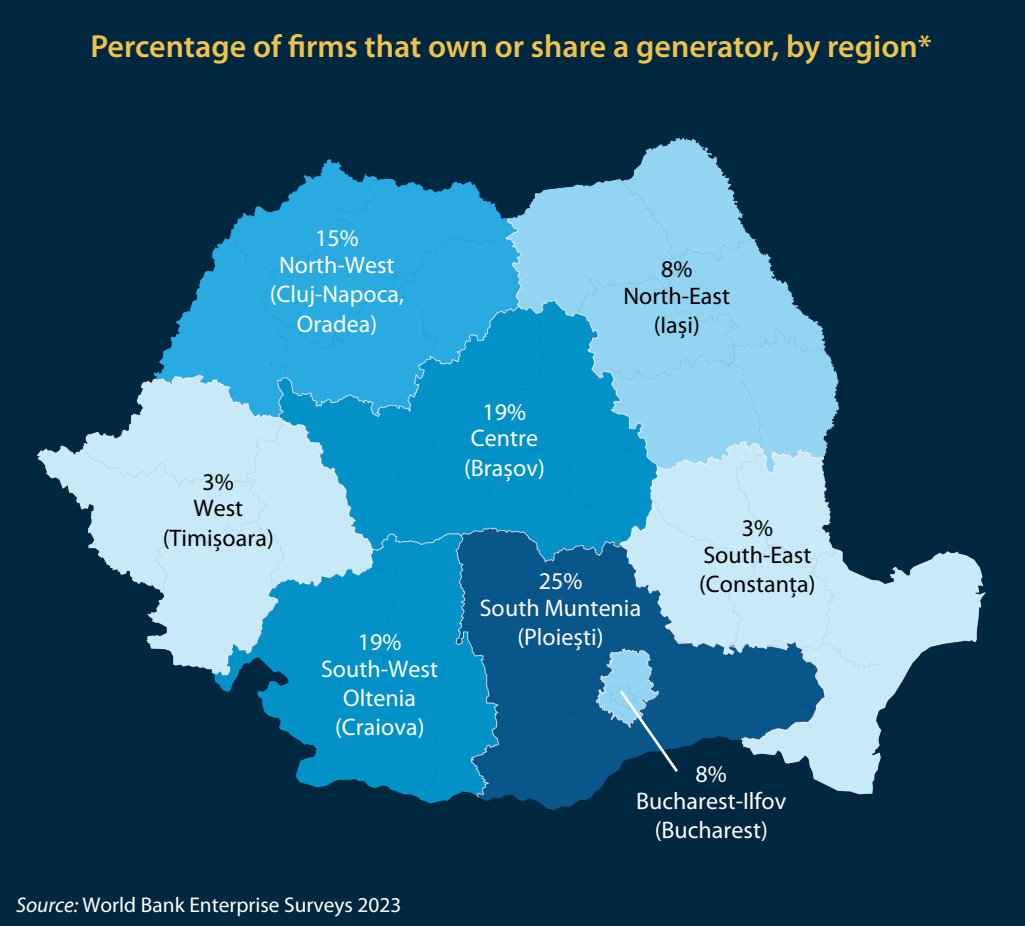 Percentage of firms that own or share a generator, by region*
15%
North-West
(Cluj-Napoca,
Oradea)
8%
North-East
(Iași)
19%
Centre
(Brașov)
3%
West
(Timișoara)
3%
South-East
(Constanța)
25%
South Muntenia
(Ploiești)
19%
South-West
Oltenia
(Craiova)
8%
Bucharest-Ilfov
(Bucharest)
Source: World Bank Enterprise Surveys 2023